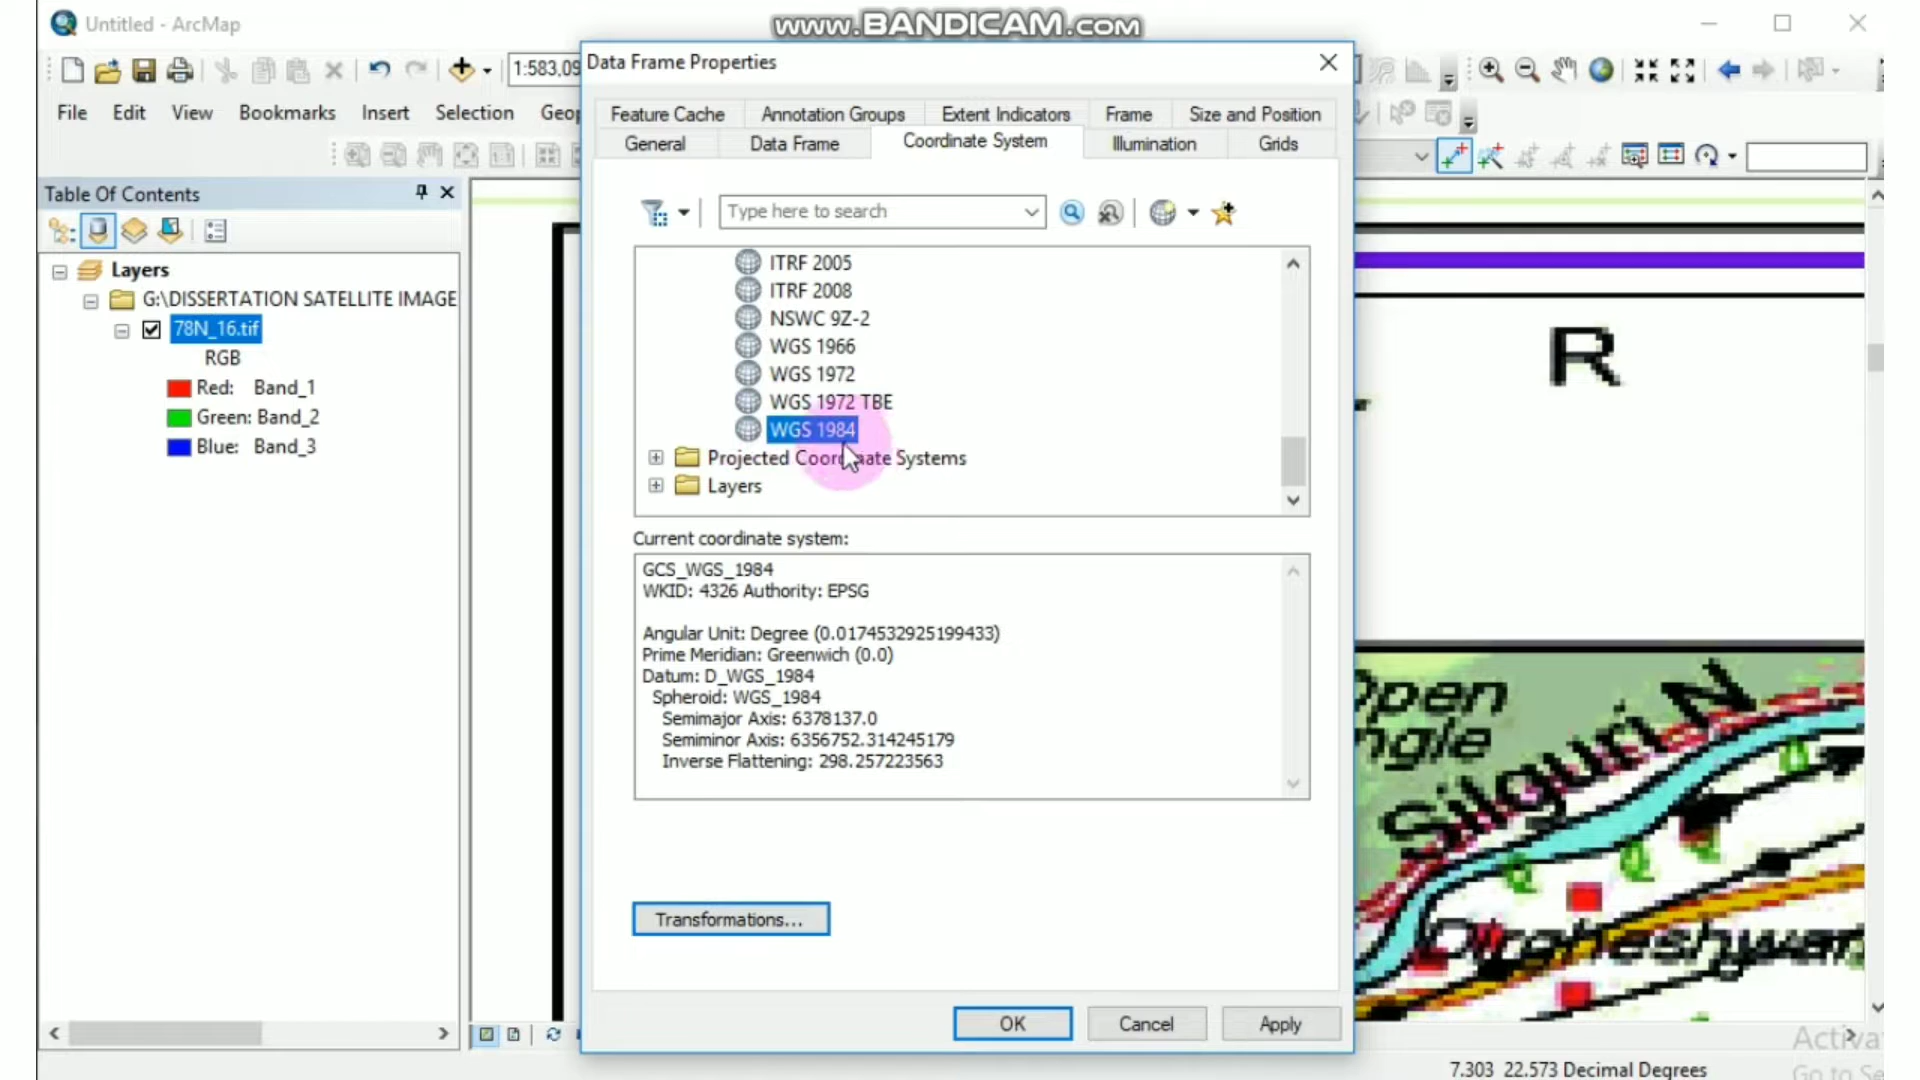 Untitled - ArcMap
www.BANDICAM.com
1:583,09
File Edit View Bookmarks Insert Selection
Table Of Contents
Layers
G:\DISSERTATION SATELLITE IMAGE
78N_16.tif
RGB
Red: Band_1
Green: Band_2
Blue: Band_3
Data Frame Properties
Feature Cache Annotation Groups Extent Indicators Frame Size and Position
General Data Frame Coordinate System Illumination Grids
Type here to search
ITRF 2005
ITRF 2008
NSWC 9Z-2
WGS 1966
WGS 1972
WGS 1972 TBE
WGS 1984
Projected Coordinate Systems
Layers
Current coordinate system:
GCS_WGS_1984
WKID: 4326 Authority: EPSG
Angular Unit: Degree (0.0174532925199433)
Prime Meridian: Greenwich (0.0)
Datum: D_WGS_1984
Spheroid: WGS_1984
Semimajor Axis: 6378137.0
Semiminor Axis: 6356752.314245179
Inverse Flattening: 298.257223563
Transformations...
OK Cancel Apply
R
Open
Silguri N
7.303 22.573 Decimal Degrees